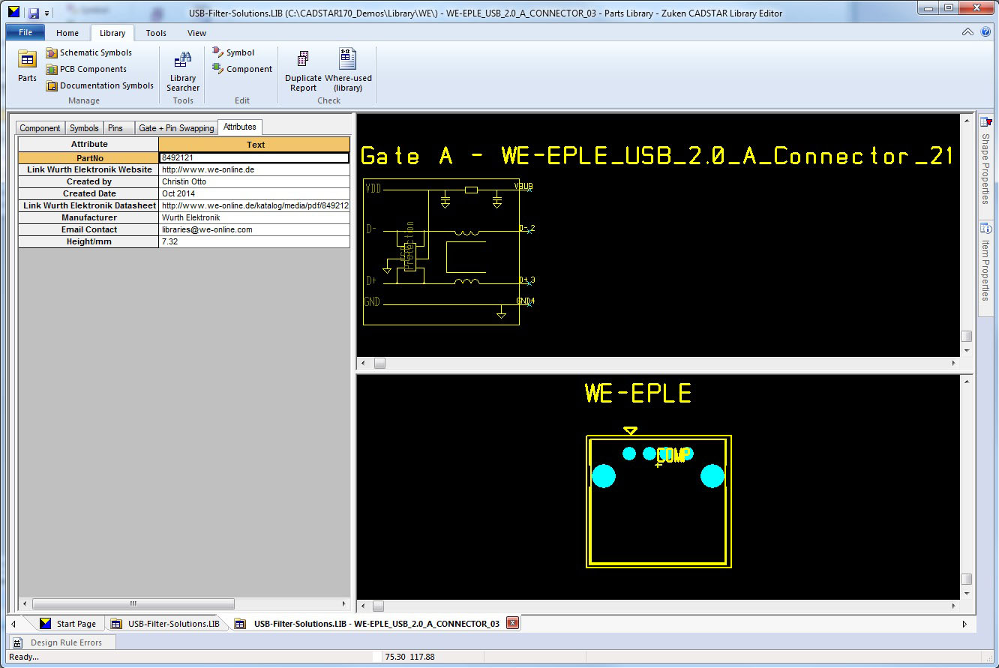 USB-Filter-Solutions.LIB (C:\CADSTAR170_Demos\Library\WE\) - WE-EPLE_USB_2.0_A_CONNECTOR_03 - Parts Library - Zuken CADSTAR Library Editor
File Home Library Tools View
Parts
Schematic Symbols
PCB Components
Documentation Symbols
Manage
Library
Searcher
Tools
Symbol
Component
Edit
Duplicate
Report
Where-used
(library)
Check
Component Symbols Pins Gate + Pin Swapping Attributes
Attribute Text
PartNo 8492121
Link Wurth Elektronik Website http://www.we-online.de
Created by Christin Otto
Created Date Oct 2014
Link Wurth Elektronik Datasheet http://www.we-online.de/katalog/media/pdf/849212
Manufacturer Wurth Elektronik
Email Contact libraries@we-online.com
Height/mm 7.32
Gate A - WE-EPLE_USB_2.0_A_Connector_21
VDD
D- D-.2
Protection
D+ D+.3
GND GND4
WE-EPLE
COMP
Shape Properties
Item Properties
Start Page USB-Filter-Solutions.LIB USB-Filter-Solutions.LIB - WE-EPLE_USB_2.0_A_CONNECTOR_03
Design Rule Errors
Ready... 75.30 117.88